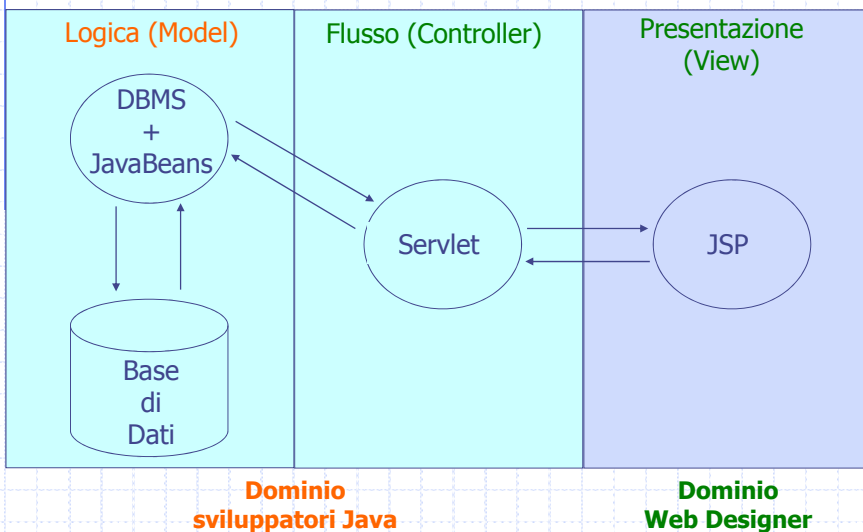 Logica (Model)
Flusso (Controller)
Presentazione
(View)
DBMS
+
JavaBeans
Servlet
JSP
Base
di
Dati
Dominio
sviluppatori Java
Dominio
Web Designer